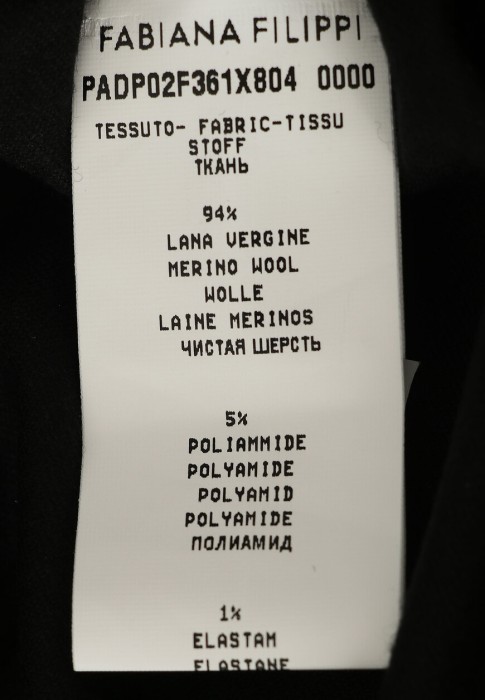 FABIANA FILIPPI
PADP02F361X804 0000
TESSUTO- FABRIC-TISSU
STOFF
ТКАНЬ
94%
LANA VERGINE
MERINO WOOL
WOLLE
LAINE MERINOS
ЧИСТАЯ ШЕРСТЬ
5%
POLIAMMIDE
POLYAMIDE
POLYAMID
POLYAMIDE
ПОЛИАМИД
1%
ELASTAM
ELASTANE